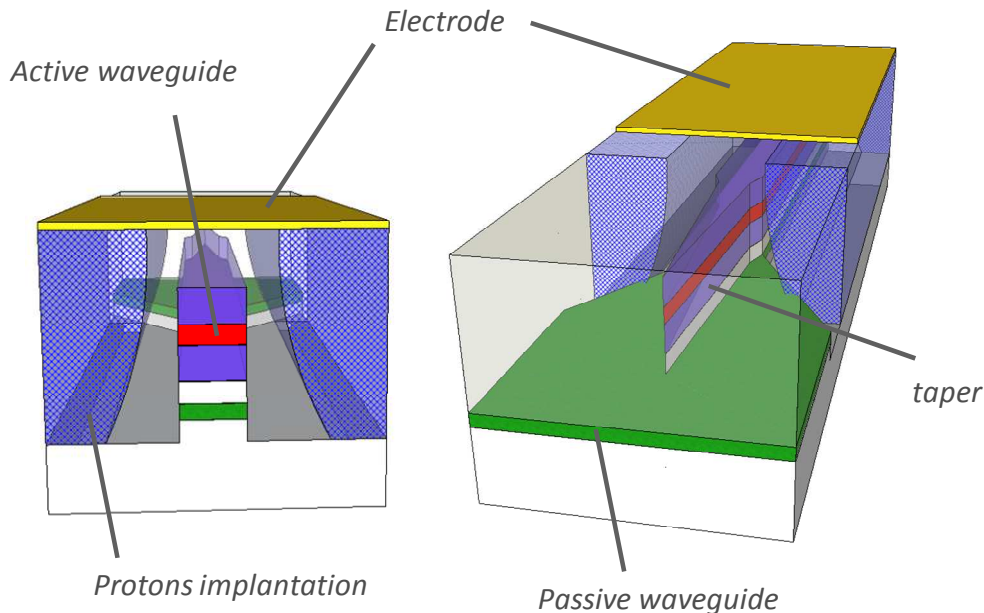 Electrode
Active waveguide
taper
Protons implantation
Passive waveguide